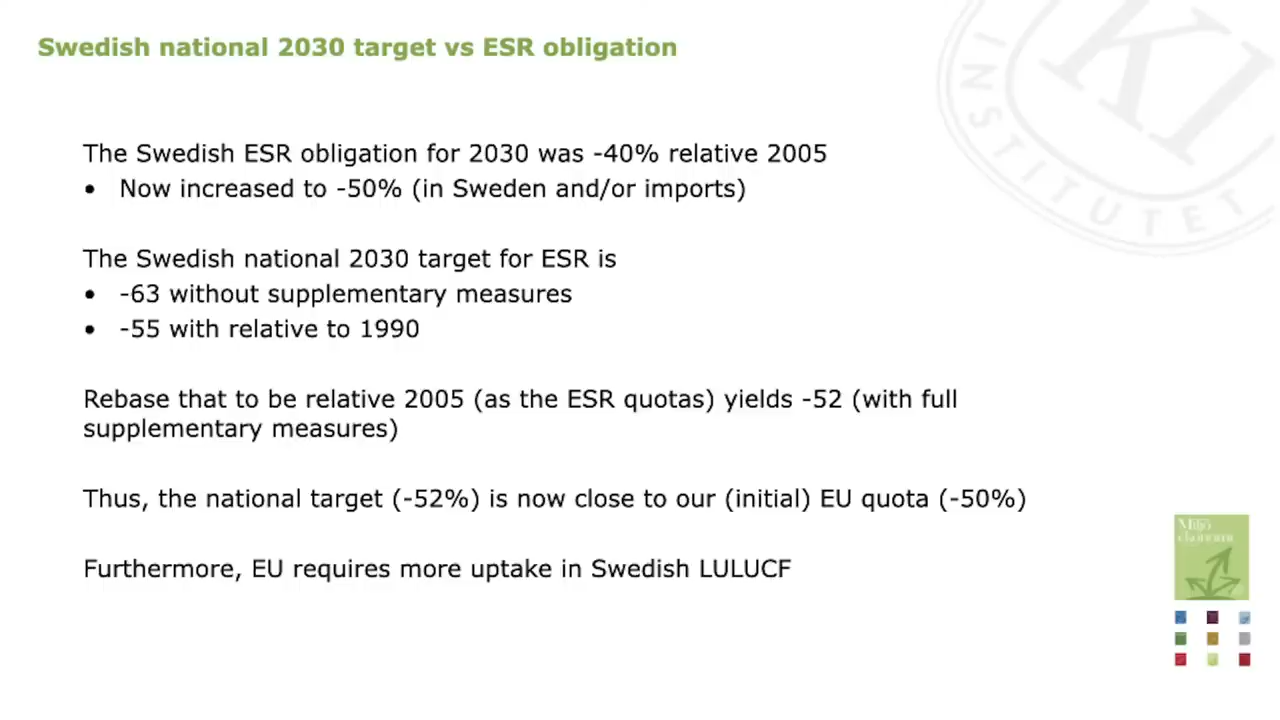 Swedish national 2030 target vs ESR obligation
KI
INSTITUTET
The Swedish ESR obligation for 2030 was -40% relative 2005
• Now increased to -50% (in Sweden and/or imports)
The Swedish national 2030 target for ESR is
• -63 without supplementary measures
• -55 with relative to 1990
Rebase that to be relative 2005 (as the ESR quotas) yields -52 (with full
supplementary measures)
Thus, the national target (-52%) is now close to our (initial) EU quota (-50%)
Miljö
ekonomi
Furthermore, EU requires more uptake in Swedish LULUCF